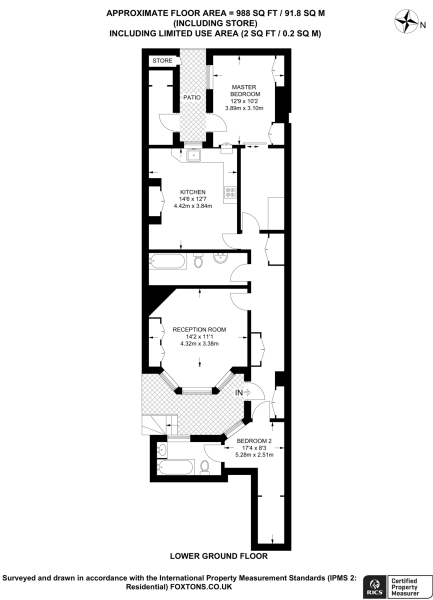 APPROXIMATE FLOOR AREA = 988 SQ FT / 91.8 SQ M
(INCLUDING STORE)
INCLUDING LIMITED USE AREA (2 SQ FT / 0.2 SQ M)
N
STORE
PATIO
MASTER
BEDROOM
12'9 x 10'2
3.89m x 3.10m
KITCHEN
14'6 x 12'7
4.42m x 3.84m
RECEPTION ROOM
14'2 x 11'1
4.32m x 3.38m
IN
BEDROOM 2
17'4 x 8'3
5.28m x 2.51m
LOWER GROUND FLOOR
Surveyed and drawn in accordance with the International Property Measurement Standards (IPMS 2:
Residential) FOXTONS.CO.UK
RICS
Certified
Property
Measurer